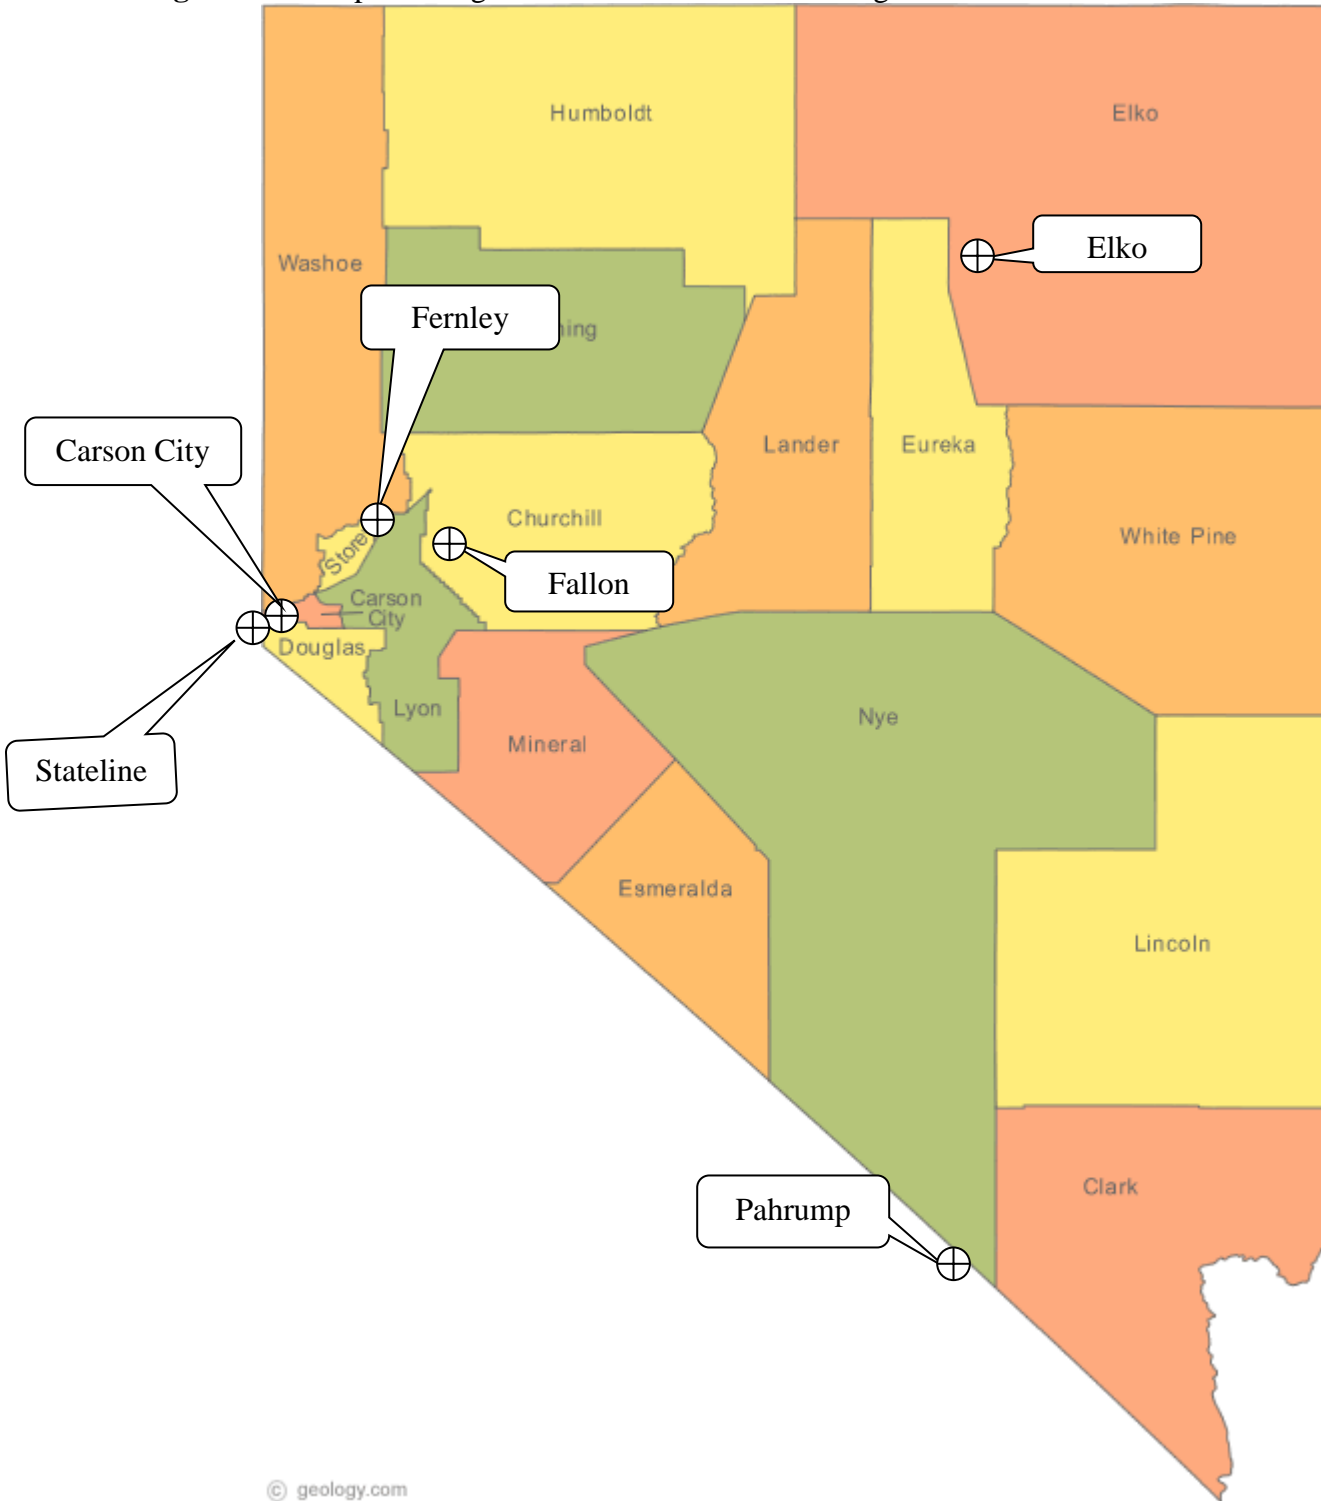 Humboldt
Elko
Washoe
Elko
Fernley
Carson City
Lander
Eureka
Churchill
White Pine
Store
Fallon
Carson
City
Douglas
Lyon
Nye
Mineral
Stateline
Esmeralda
Lincoln
Clark
Pahrump
© geology.com